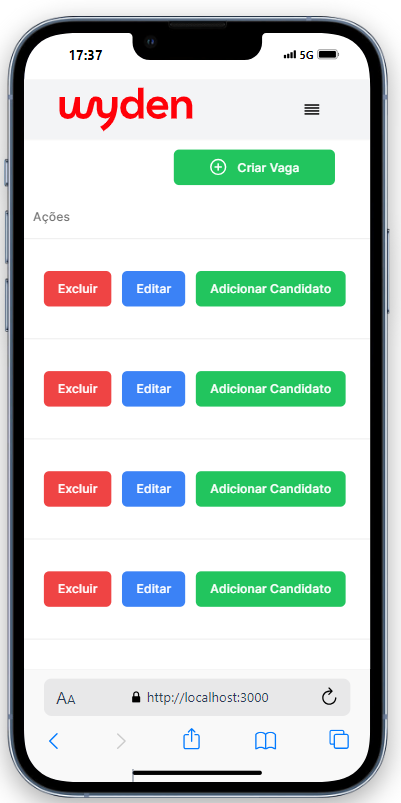 17:37
5G
wyden
Criar Vaga
Ações
Excluir Editar Adicionar Candidato
Excluir Editar Adicionar Candidato
Excluir Editar Adicionar Candidato
Excluir Editar Adicionar Candidato
AA http://localhost:3000